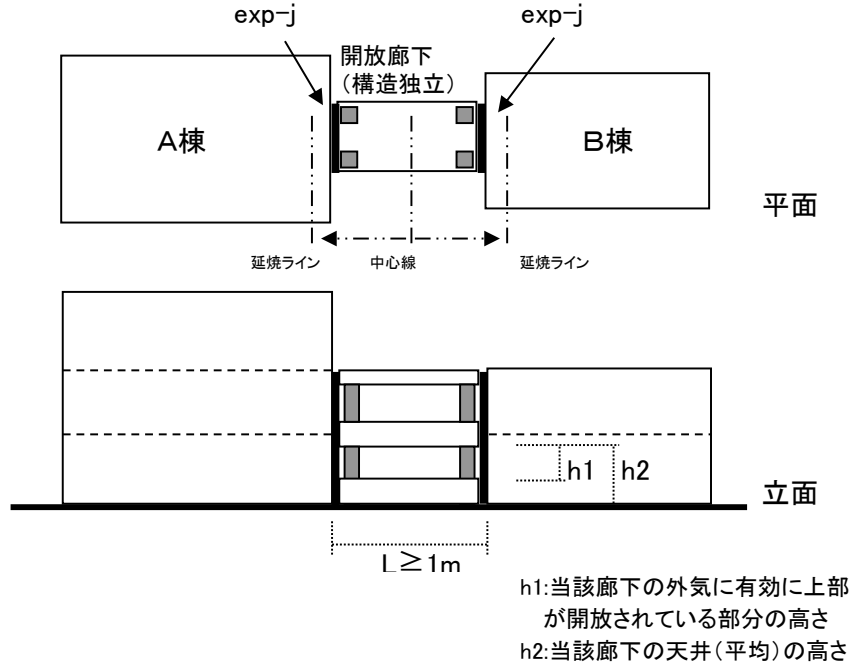 exp-j
exp-j
開放廊下
（構造独立）
A棟
B棟
平面
延焼ライン
中心線
延焼ライン
h1
h2
立面
L≧1m
h1:当該廊下の外気に有効に上部
が開放されている部分の高さ
h2:当該廊下の天井（平均）の高さ